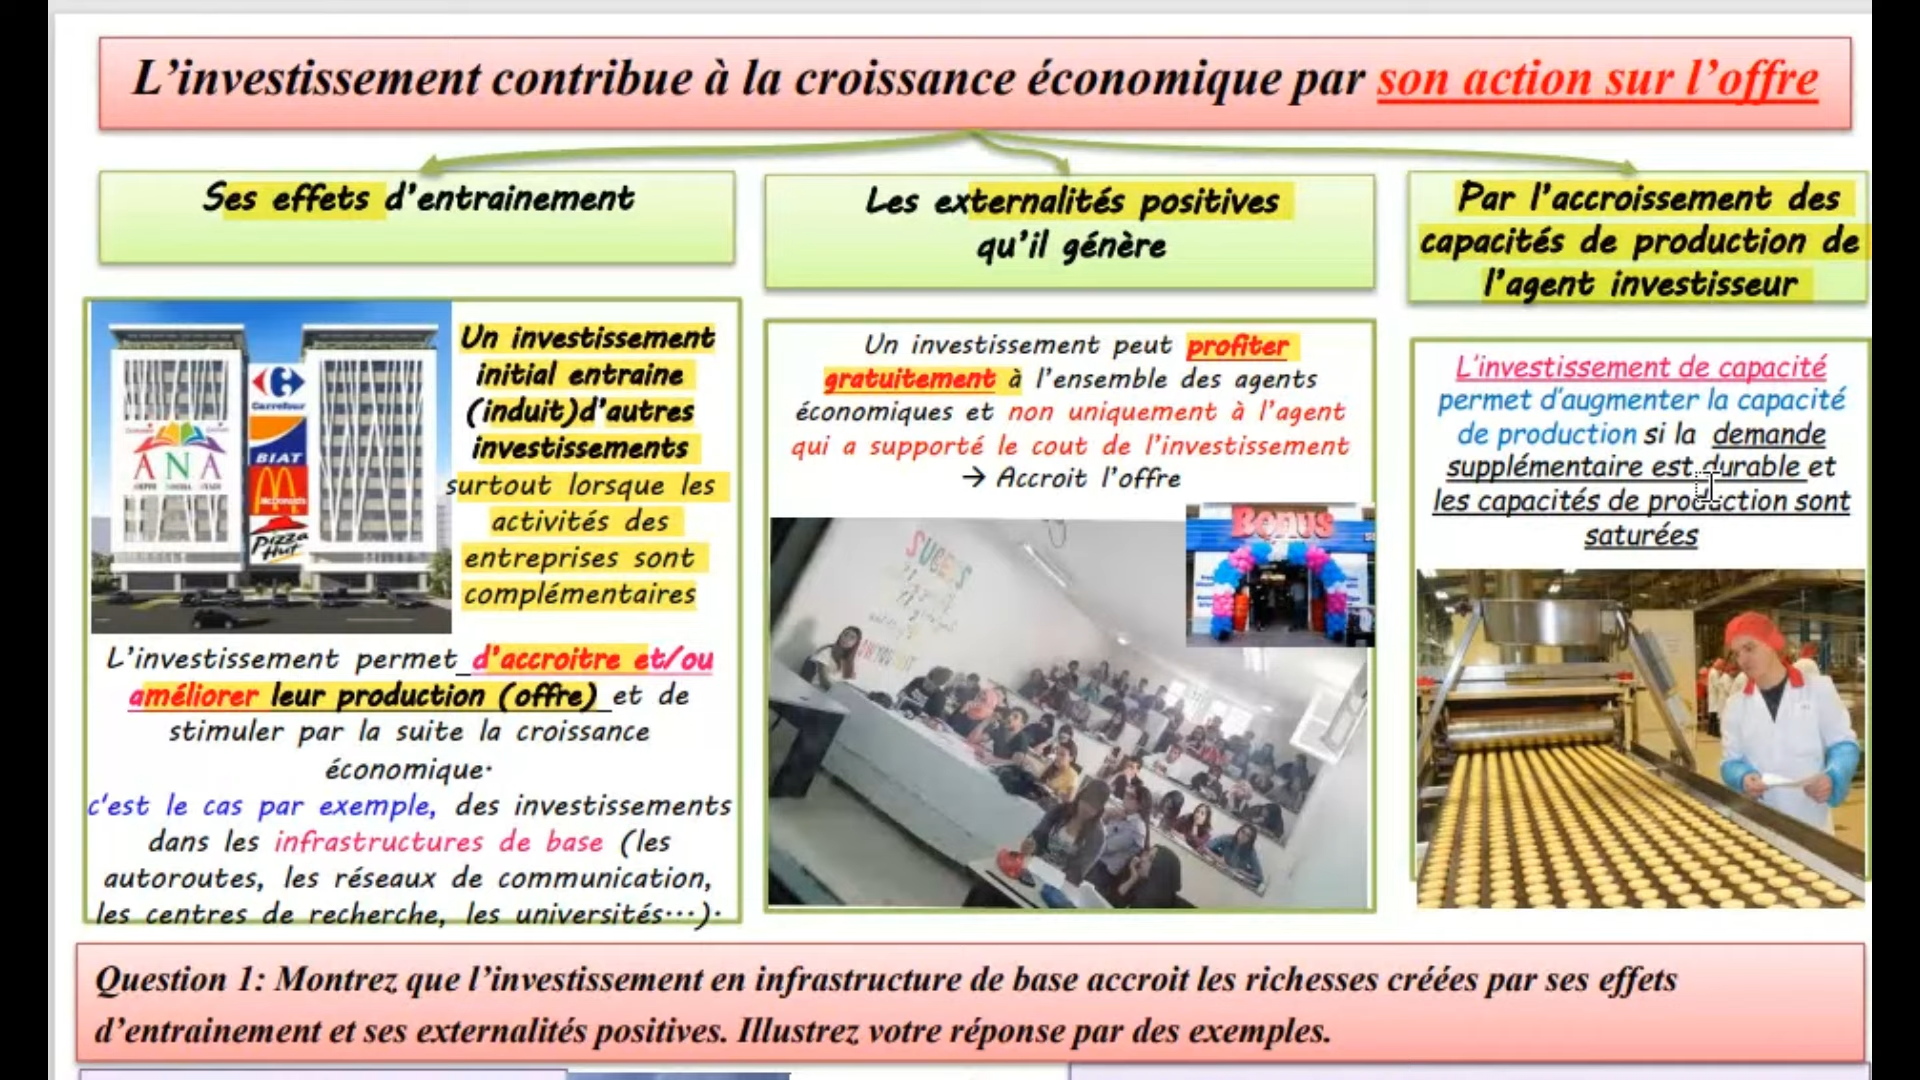 L'investissement contribue à la croissance économique par son action sur l'offre
Ses effets d'entrainement
Les externalités positives
qu'il génère
Par l'accroissement des
capacités de production de
l'agent investisseur
Carrefour
BIAT
ANA
McDonald's
Pizza
Hut
Un investissement
initial entraine
(induit)d'autres
investissements
surtout lorsque les
activités des
entreprises sont
complémentaires
L'investissement permet d'accroitre et/ou
améliorer leur production (offre) et de
stimuler par la suite la croissance
économique.
c'est le cas par exemple, des investissements
dans les infrastructures de base (les
autoroutes, les réseaux de communication,
les centres de recherche, les universités...).
Un investissement peut profiter
gratuitement à l'ensemble des agents
économiques et non uniquement à l'agent
qui a supporté le cout de l'investissement
→ Accroit l'offre
BONUS
L'investissement de capacité
permet d'augmenter la capacité
de production si la demande
supplémentaire est durable et
les capacités de production sont
saturées
Question 1: Montrez que l'investissement en infrastructure de base accroit les richesses créées par ses effets
d'entrainement et ses externalités positives. Illustrez votre réponse par des exemples.